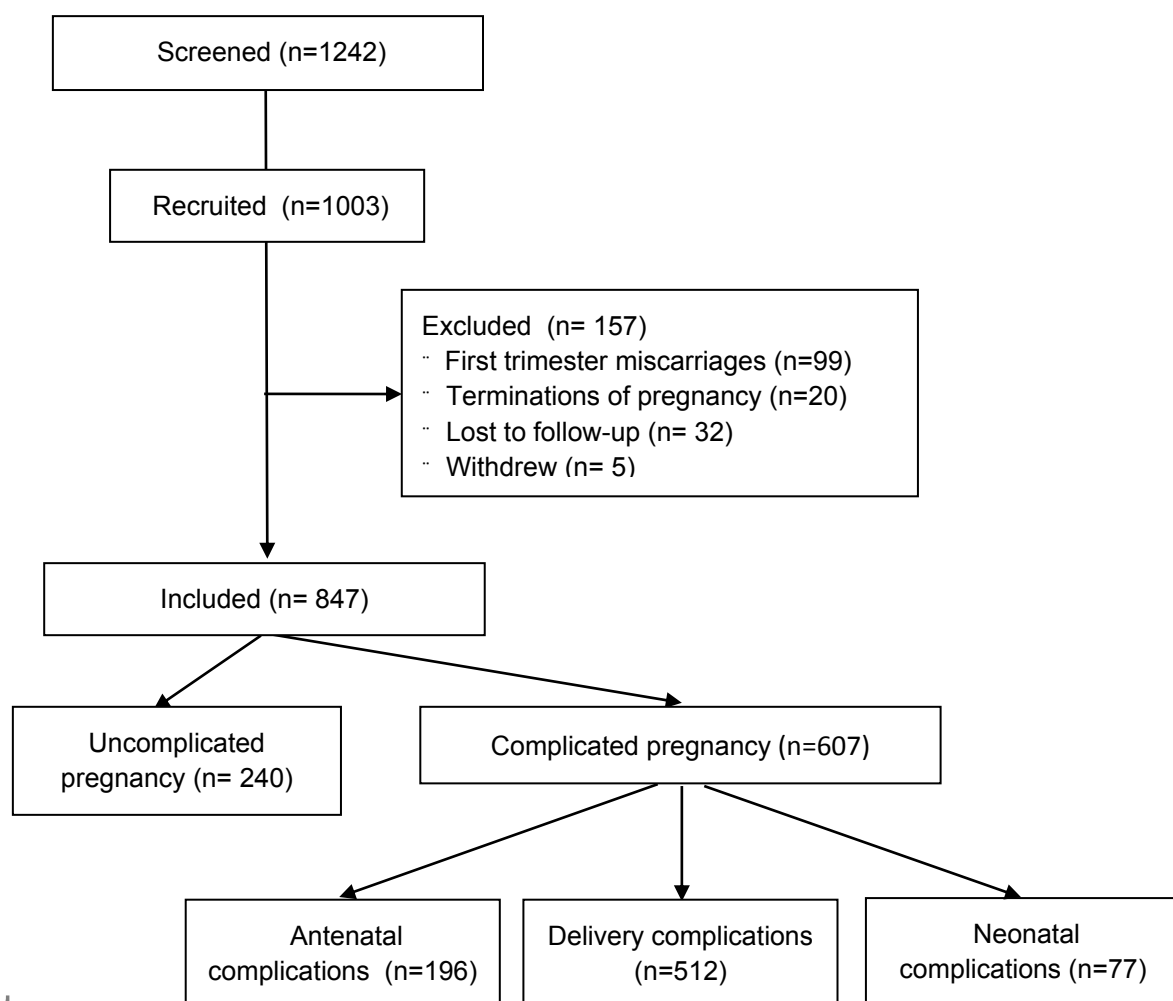 Screened (n=1242)
Recruited  (n=1003)
Excluded  (n= 157)
¨ First trimester miscarriages (n=99)
¨ Terminations of pregnancy (n=20)
¨ Lost to follow-up (n= 32)
¨ Withdrew (n= 5)
Included (n= 847)
Uncomplicated
pregnancy (n= 240)
Complicated pregnancy (n=607)
Antenatal
complications  (n=196)
Delivery complications
(n=512)
Neonatal
complications (n=77)